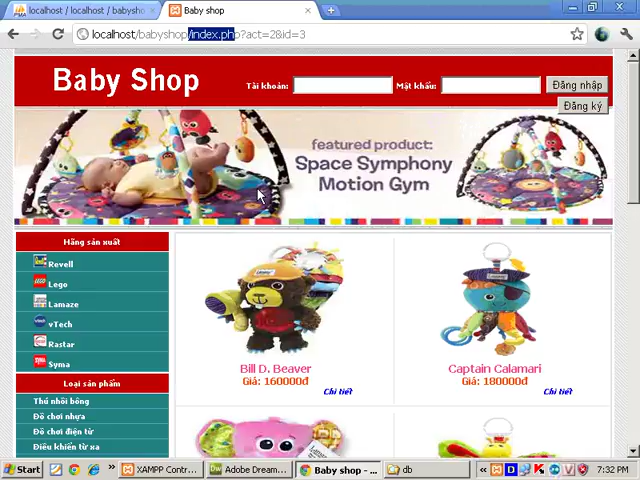 localhost / localhost / babysho
Baby shop
localhost/babyshop/index.php?act=2&id=3
Baby Shop
Tài khoản:
Mật khẩu:
Đăng nhập
Đăng ký
featured product:
Space Symphony
Motion Gym
Hãng sản xuất
Revell
Lego
Lamaze
vTech
Rastar
Syma
Loại sản phẩm
Thú nhồi bông
Đồ chơi nhựa
Đồ chơi điện tử
Điều khiển từ xa
Bill D. Beaver
Giá: 160000đ
Chi tiết
Captain Calamari
Giá: 180000đ
Chi tiết
Start
XAMPP Contr...
Adobe Dream...
Baby shop - ...
db
7:32 PM